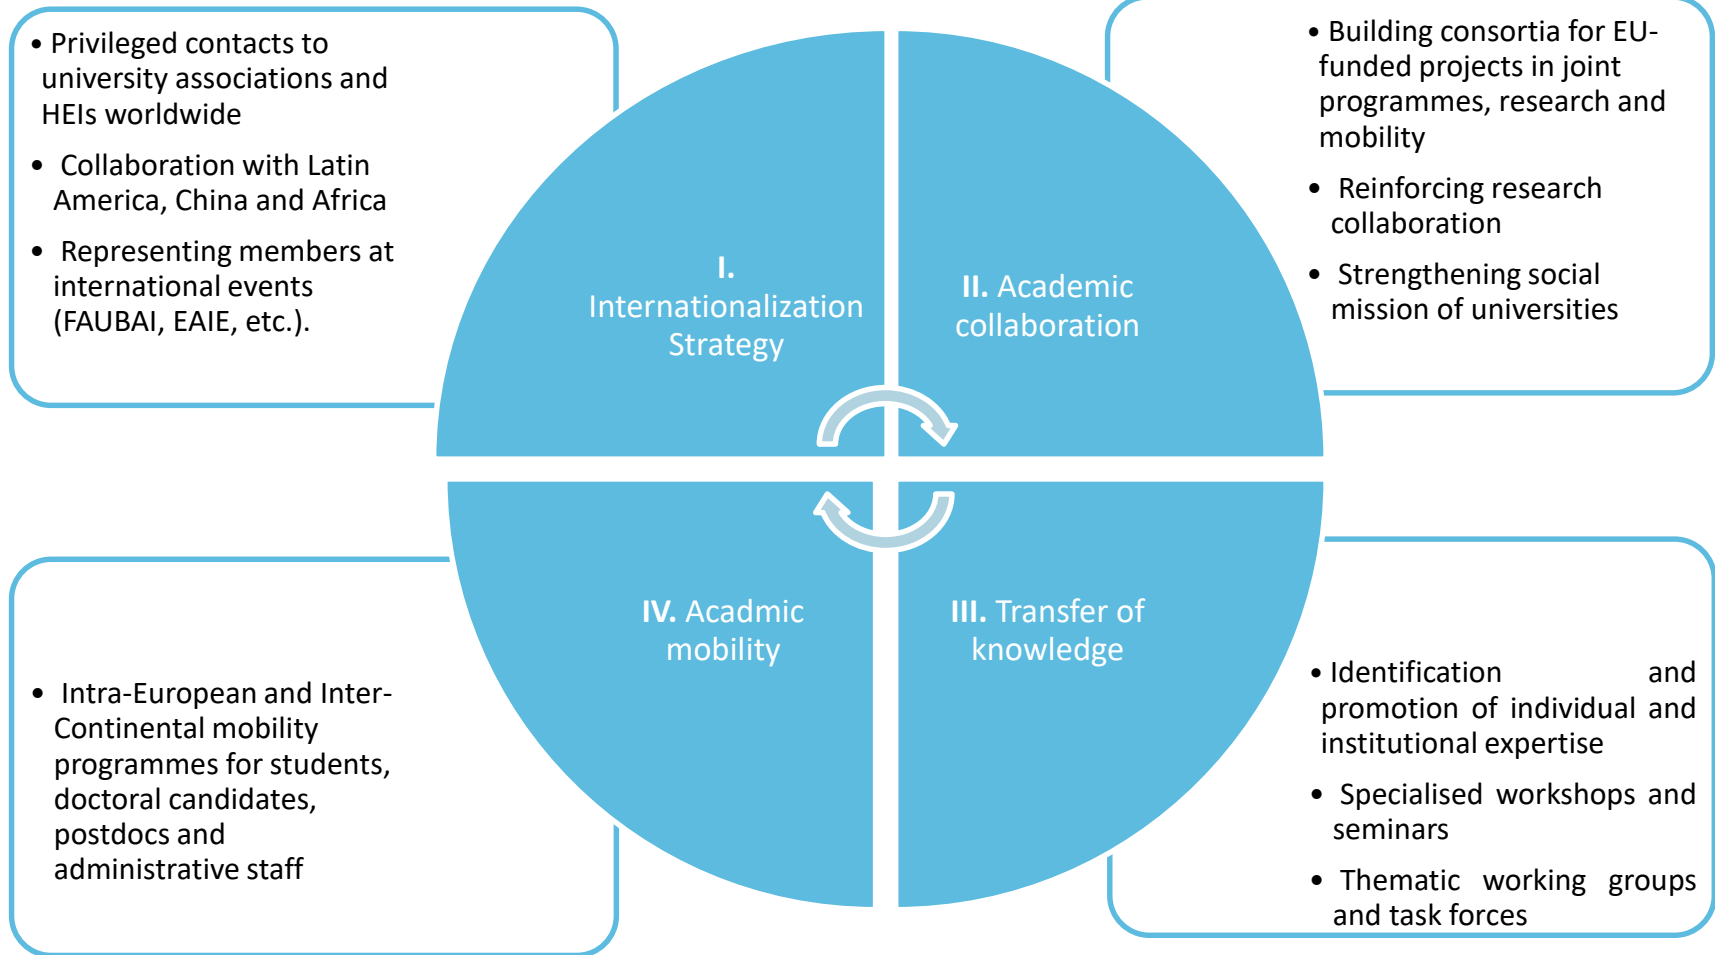 • Privileged contacts to
university associations and
HEIs worldwide
• Collaboration with Latin
America, China and Africa
• Representing members at
international events
(FAUBAI, EAIE, etc.).
• Building consortia for EU-
funded projects in joint
programmes, research and
mobility
• Reinforcing research
collaboration
• Strengthening social
mission of universities
I.
Internationalization
Strategy
II. Academic
collaboration
IV. Acadmic
mobility
III. Transfer of
knowledge
• Intra-European and Inter-
Continental mobility
programmes for students,
doctoral candidates,
postdocs and
administrative staff
• Identification and
promotion of individual and
institutional expertise
• Specialised workshops and
seminars
• Thematic working groups
and task forces